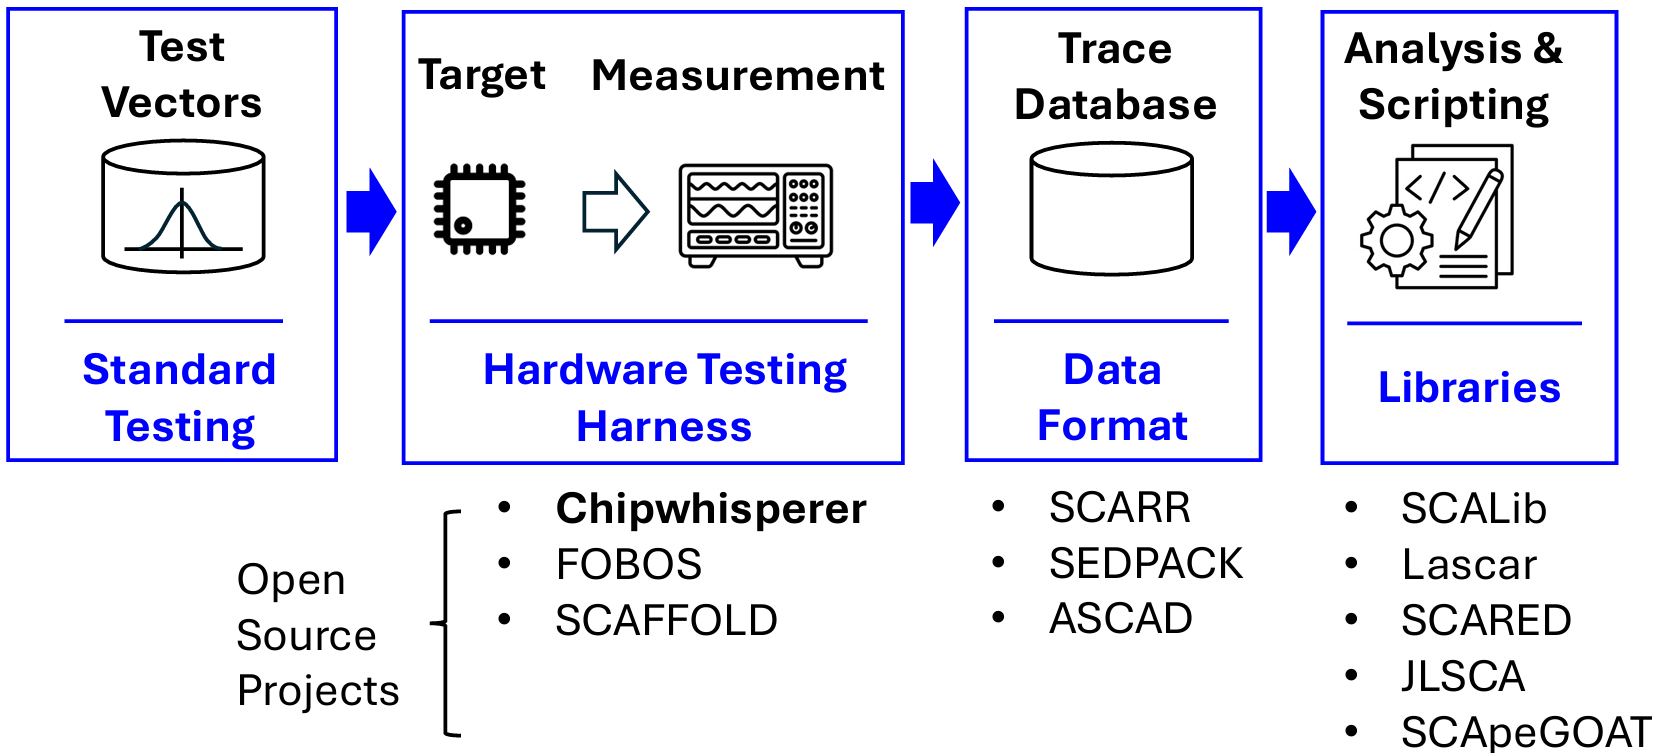 Test
Vectors
Standard
Testing
Target
Measurement
Hardware Testing
Harness
Trace
Database
Data
Format
Analysis &
Scripting
</>
Libraries
Open
Source
Projects
• Chipwhisperer
• FOBOS
• SCAFFOLD
• SCARR
• SEDPACK
• ASCAD
• SCALib
• Lascar
• SCARED
• JLSCA
• SCApeGOAT